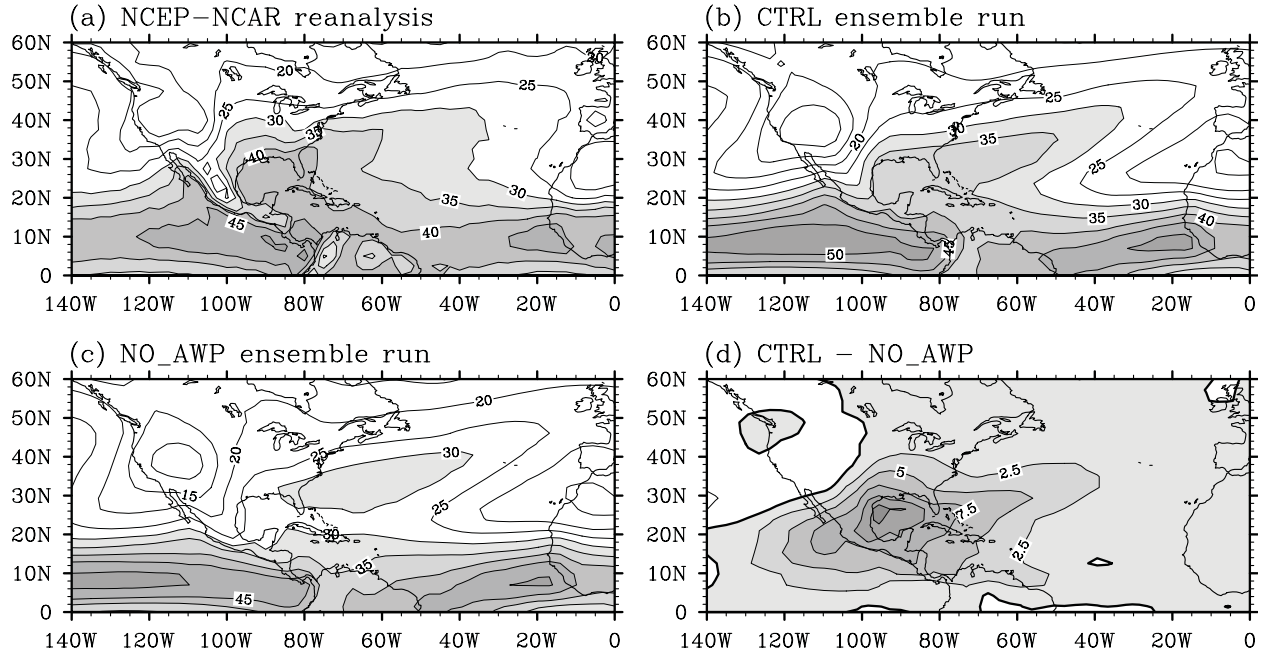 (a) NCEP−NCAR reanalysis
60N
50N
40N
30N
20N
10N
0
20
25
25
30
35
40
30
35
45
40
20
140W 120W 100W 80W 60W 40W 20W 0
(b) CTRL ensemble run
60N
50N
40N
30N
20N
10N
0
25
30
35
20
25
30
35
40
45
50
140W 120W 100W 80W 60W 40W 20W 0
(c) NO_AWP ensemble run
60N
50N
40N
30N
20N
10N
0
20
25
30
20
15
25
30
35
45
140W 120W 100W 80W 60W 40W 20W 0
(d) CTRL − NO_AWP
60N
50N
40N
30N
20N
10N
0
5
2.5
7.5
2.5
140W 120W 100W 80W 60W 40W 20W 0